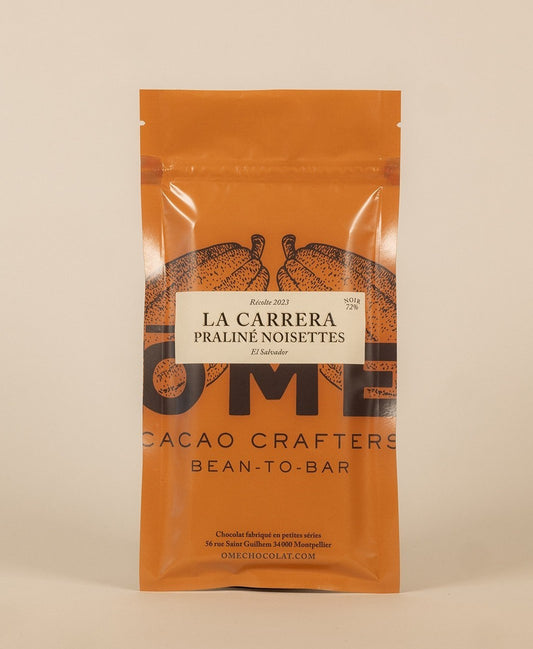 Récolte 2023
NOIR
72%
LA CARRERA
PRALINÉ NOISETTES
El Salvador
ŌME
CACAO CRAFTERS
BEAN-TO-BAR
Chocolat fabriqué en petites séries
56 rue Saint Guilhem 34000 Montpellier
OMECHOCOLAT.COM